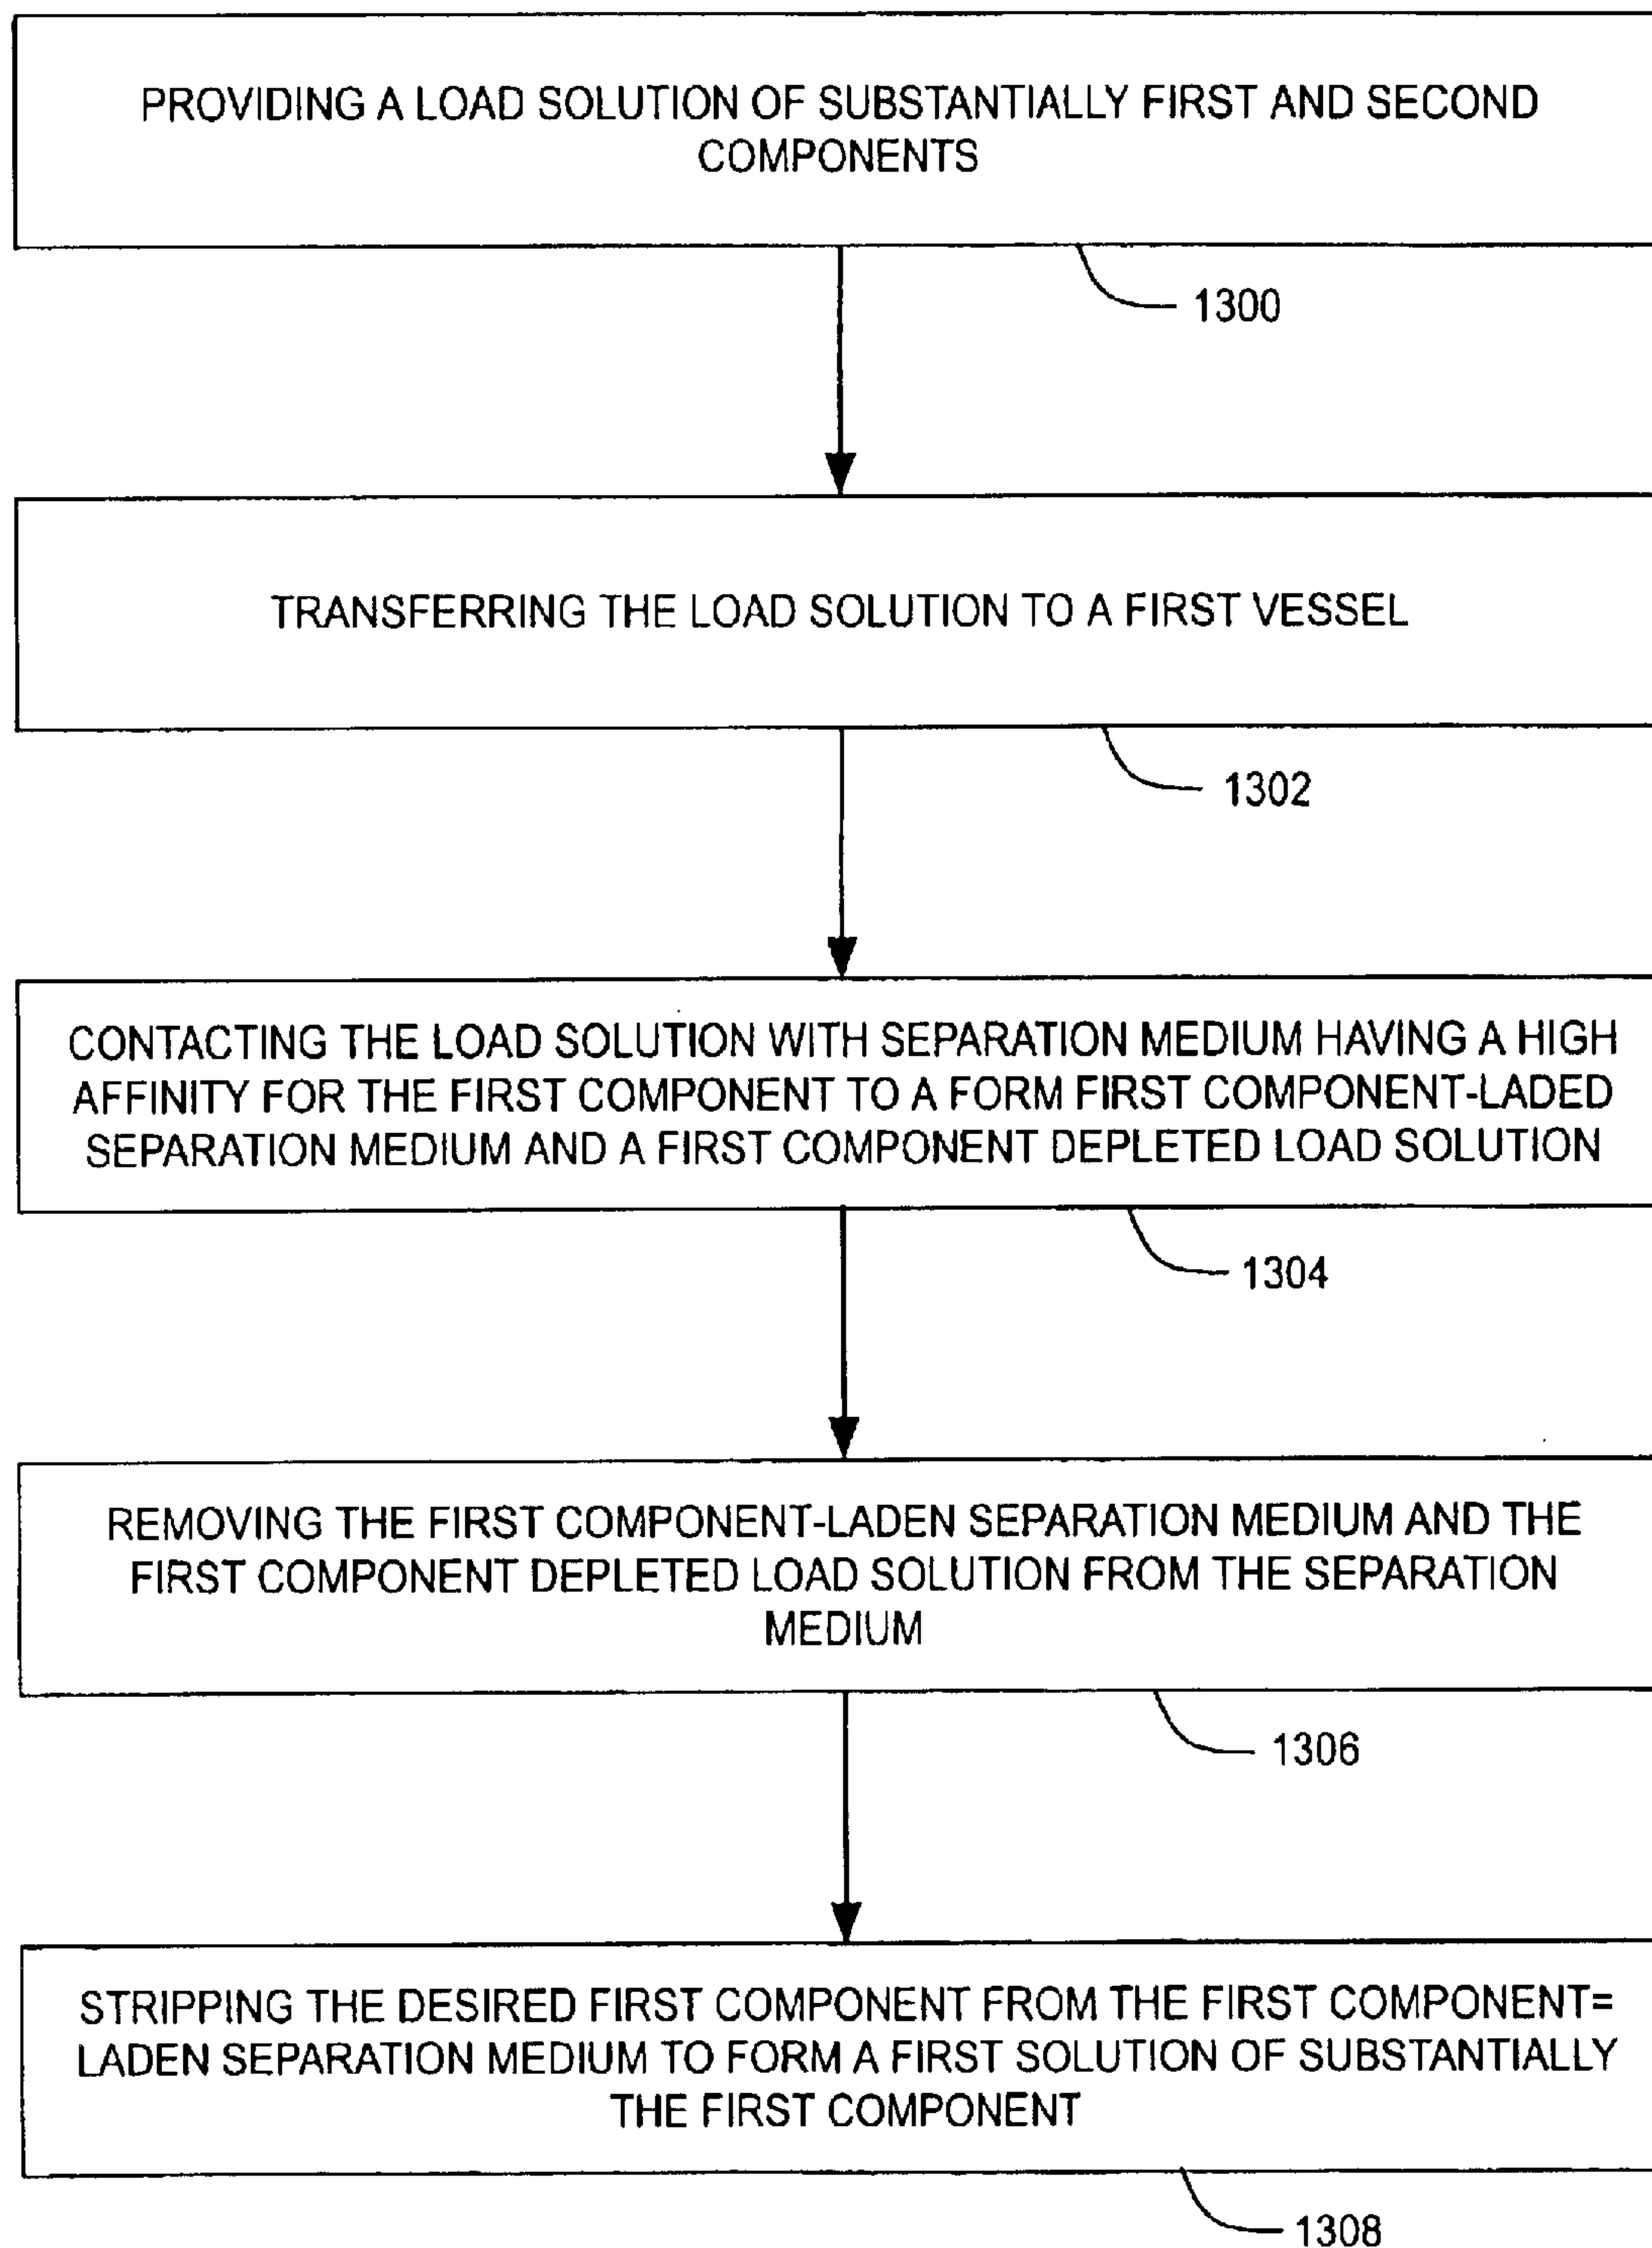 PROVIDING A LOAD SOLUTION OF SUBSTANTIALLY FIRST AND SECOND
COMPONENTS
1300
TRANSFERRING THE LOAD SOLUTION TO A FIRST VESSEL
1302
CONTACTING THE LOAD SOLUTION WITH SEPARATION MEDIUM HAVING A HIGH
AFFINITY FOR THE FIRST COMPONENT TO A FORM FIRST COMPONENT-LADED
SEPARATION MEDIUM AND A FIRST COMPONENT DEPLETED LOAD SOLUTION
1304
REMOVING THE FIRST COMPONENT-LADEN SEPARATION MEDIUM AND THE
FIRST COMPONENT DEPLETED LOAD SOLUTION FROM THE SEPARATION
MEDIUM
1306
STRIPPING THE DESIRED FIRST COMPONENT FROM THE FIRST COMPONENT=
LADEN SEPARATION MEDIUM TO FORM A FIRST SOLUTION OF SUBSTANTIALLY
THE FIRST COMPONENT
1308